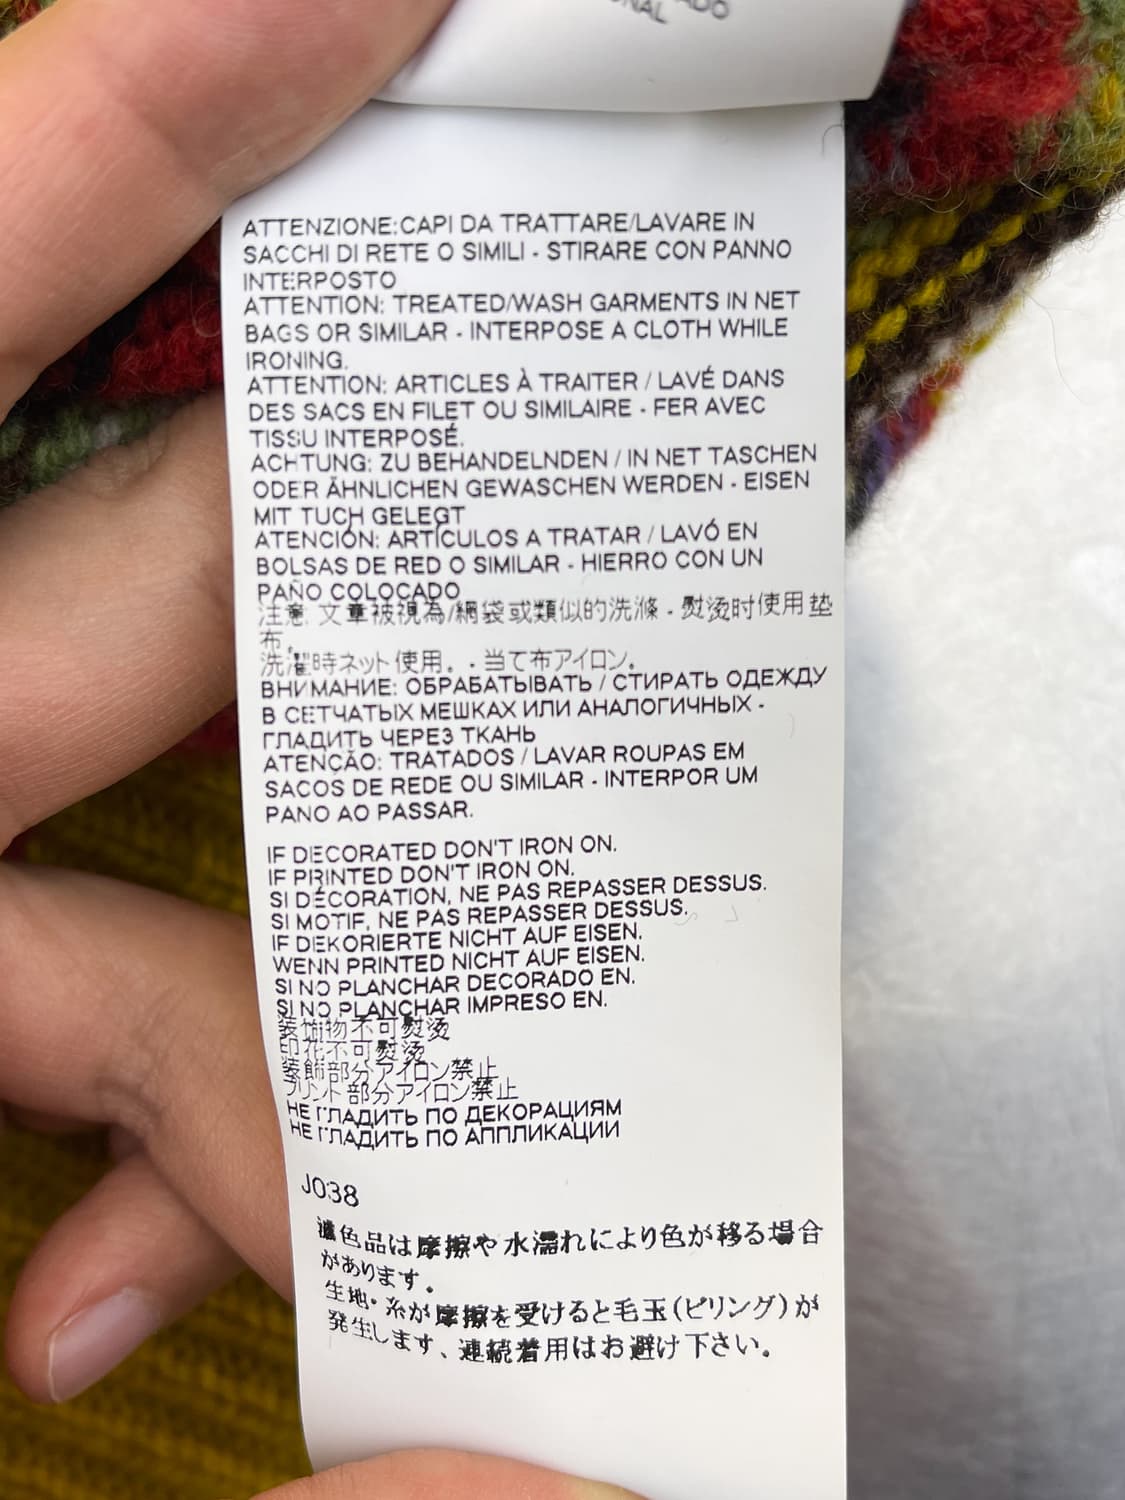 ATTENZIONE:CAPI DA TRATTARE/LAVARE IN
SACCHI DI RETE O SIMILI - STIRARE CON PANNO
INTERPOSTO
ATTENTION: TREATED/WASH GARMENTS IN NET
BAGS OR SIMILAR - INTERPOSE A CLOTH WHILE
IRONING.
ATTENTION: ARTICLES À TRAITER / LAVÉ DANS
DES SACS EN FILET OU SIMILAIRE - FER AVEC
TISSU INTERPOSÉ.
ACHTUNG: ZU BEHANDELNDEN / IN NET TASCHEN
ODER ÄHNLICHEN GEWASCHEN WERDEN - EISEN
MIT TUCH GELEGT
ATENCIÓN: ARTÍCULOS A TRATAR / LAVÓ EN
BOLSAS DE RED O SIMILAR - HIERRO CON UN
PAÑO COLOCADO
注意: 文章被視為/網袋或類似的洗滌 - 熨烫时使用垫
布。
洗濯時ネット使用。- 当て布アイロン。
ВНИМАНИЕ: ОБРАБАТЫВАТЬ / СТИРАТЬ ОДЕЖДУ
В СЕТЧАТЫХ МЕШКАХ ИЛИ АНАЛОГИЧНЫХ -
ГЛАДИТЬ ЧЕРЕЗ ТКАНЬ
ATENÇÃO: TRATADOS / LAVAR ROUPAS EM
SACOS DE REDE OU SIMILAR - INTERPOR UM
PANO AO PASSAR.
IF DECORATED DON'T IRON ON.
IF PRINTED DON'T IRON ON.
SI DÉCORATION, NE PAS REPASSER DESSUS.
SI MOTIF, NE PAS REPASSER DESSUS.
IF DEKORIERTE NICHT AUF EISEN.
WENN PRINTED NICHT AUF EISEN.
SI NO PLANCHAR DECORADO EN.
SI NO PLANCHAR IMPRESO EN.
装饰物不可熨烫
印花不可熨烫
装飾部分アイロン禁止
プリント部分アイロン禁止
НЕ ГЛАДИТЬ ПО ДЕКОРАЦИЯМ
НЕ ГЛАДИТЬ ПО АППЛИКАЦИИ
J038
濃色品は摩擦や水濡れにより色が移る場合
があります。
生地・糸が摩擦を受けると毛玉(ピリング)が
発生します、連続着用はお避け下さい。